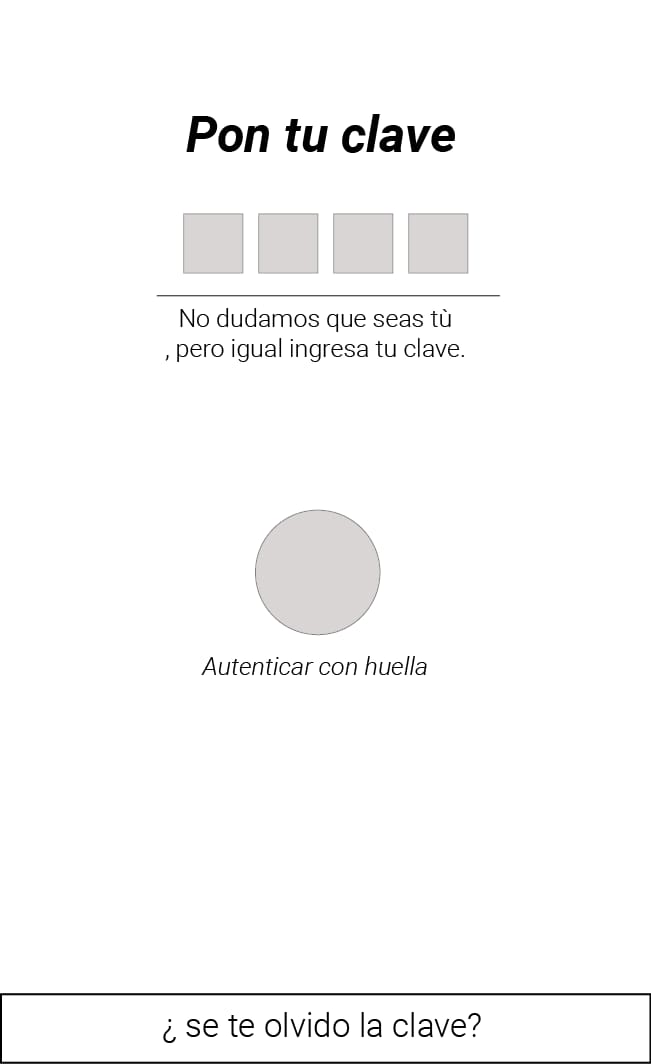 Pon tu clave
No dudamos que seas tù
, pero igual ingresa tu clave.
Autenticar con huella
¿ se te olvido la clave?